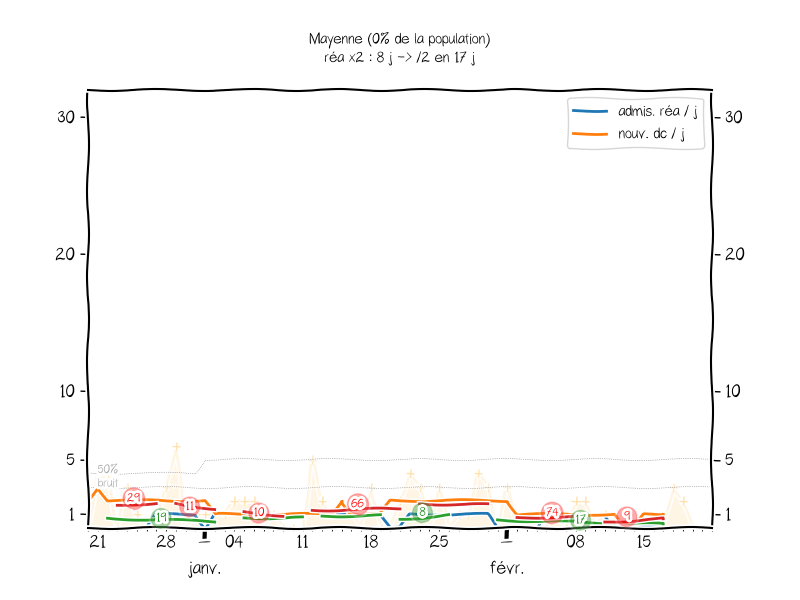 Mayenne (0% de la population)
réa x2 : 8 j -> /2 en 17 j
admis. réa / j
nouv. dc / j
30 30
20 20
10 10
5 5
1 1
50%
bruit
29 11 10 66 74 9
19 8 17
21 28 1 04 11 18 25 1 08 15
janv. févr.